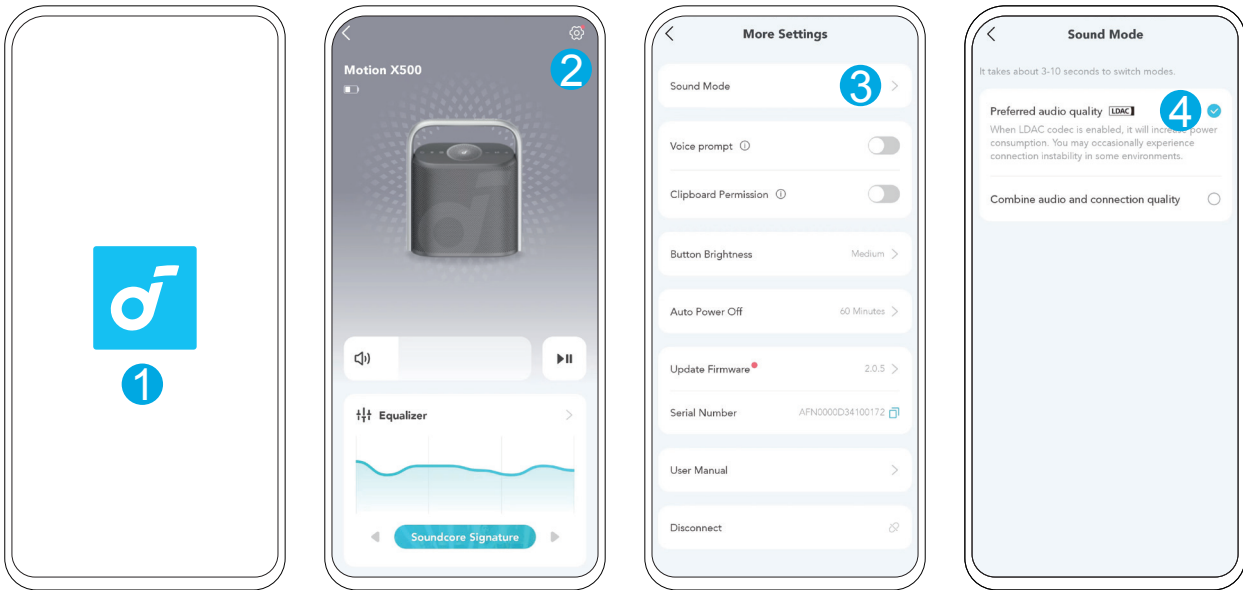 1
2
Motion X500
Equalizer
Soundcore Signature
More Settings
Sound Mode
3
Voice prompt
Clipboard Permission
Button Brightness Medium
Auto Power Off 60 Minutes
Update Firmware 2.0.5
Serial Number AFN0000D34100172
User Manual
Disconnect
Sound Mode
It takes about 3-10 seconds to switch modes.
Preferred audio quality LDAC
4
When LDAC codec is enabled, it will increase power
consumption. You may occasionally experience
connection instability in some environments.
Combine audio and connection quality